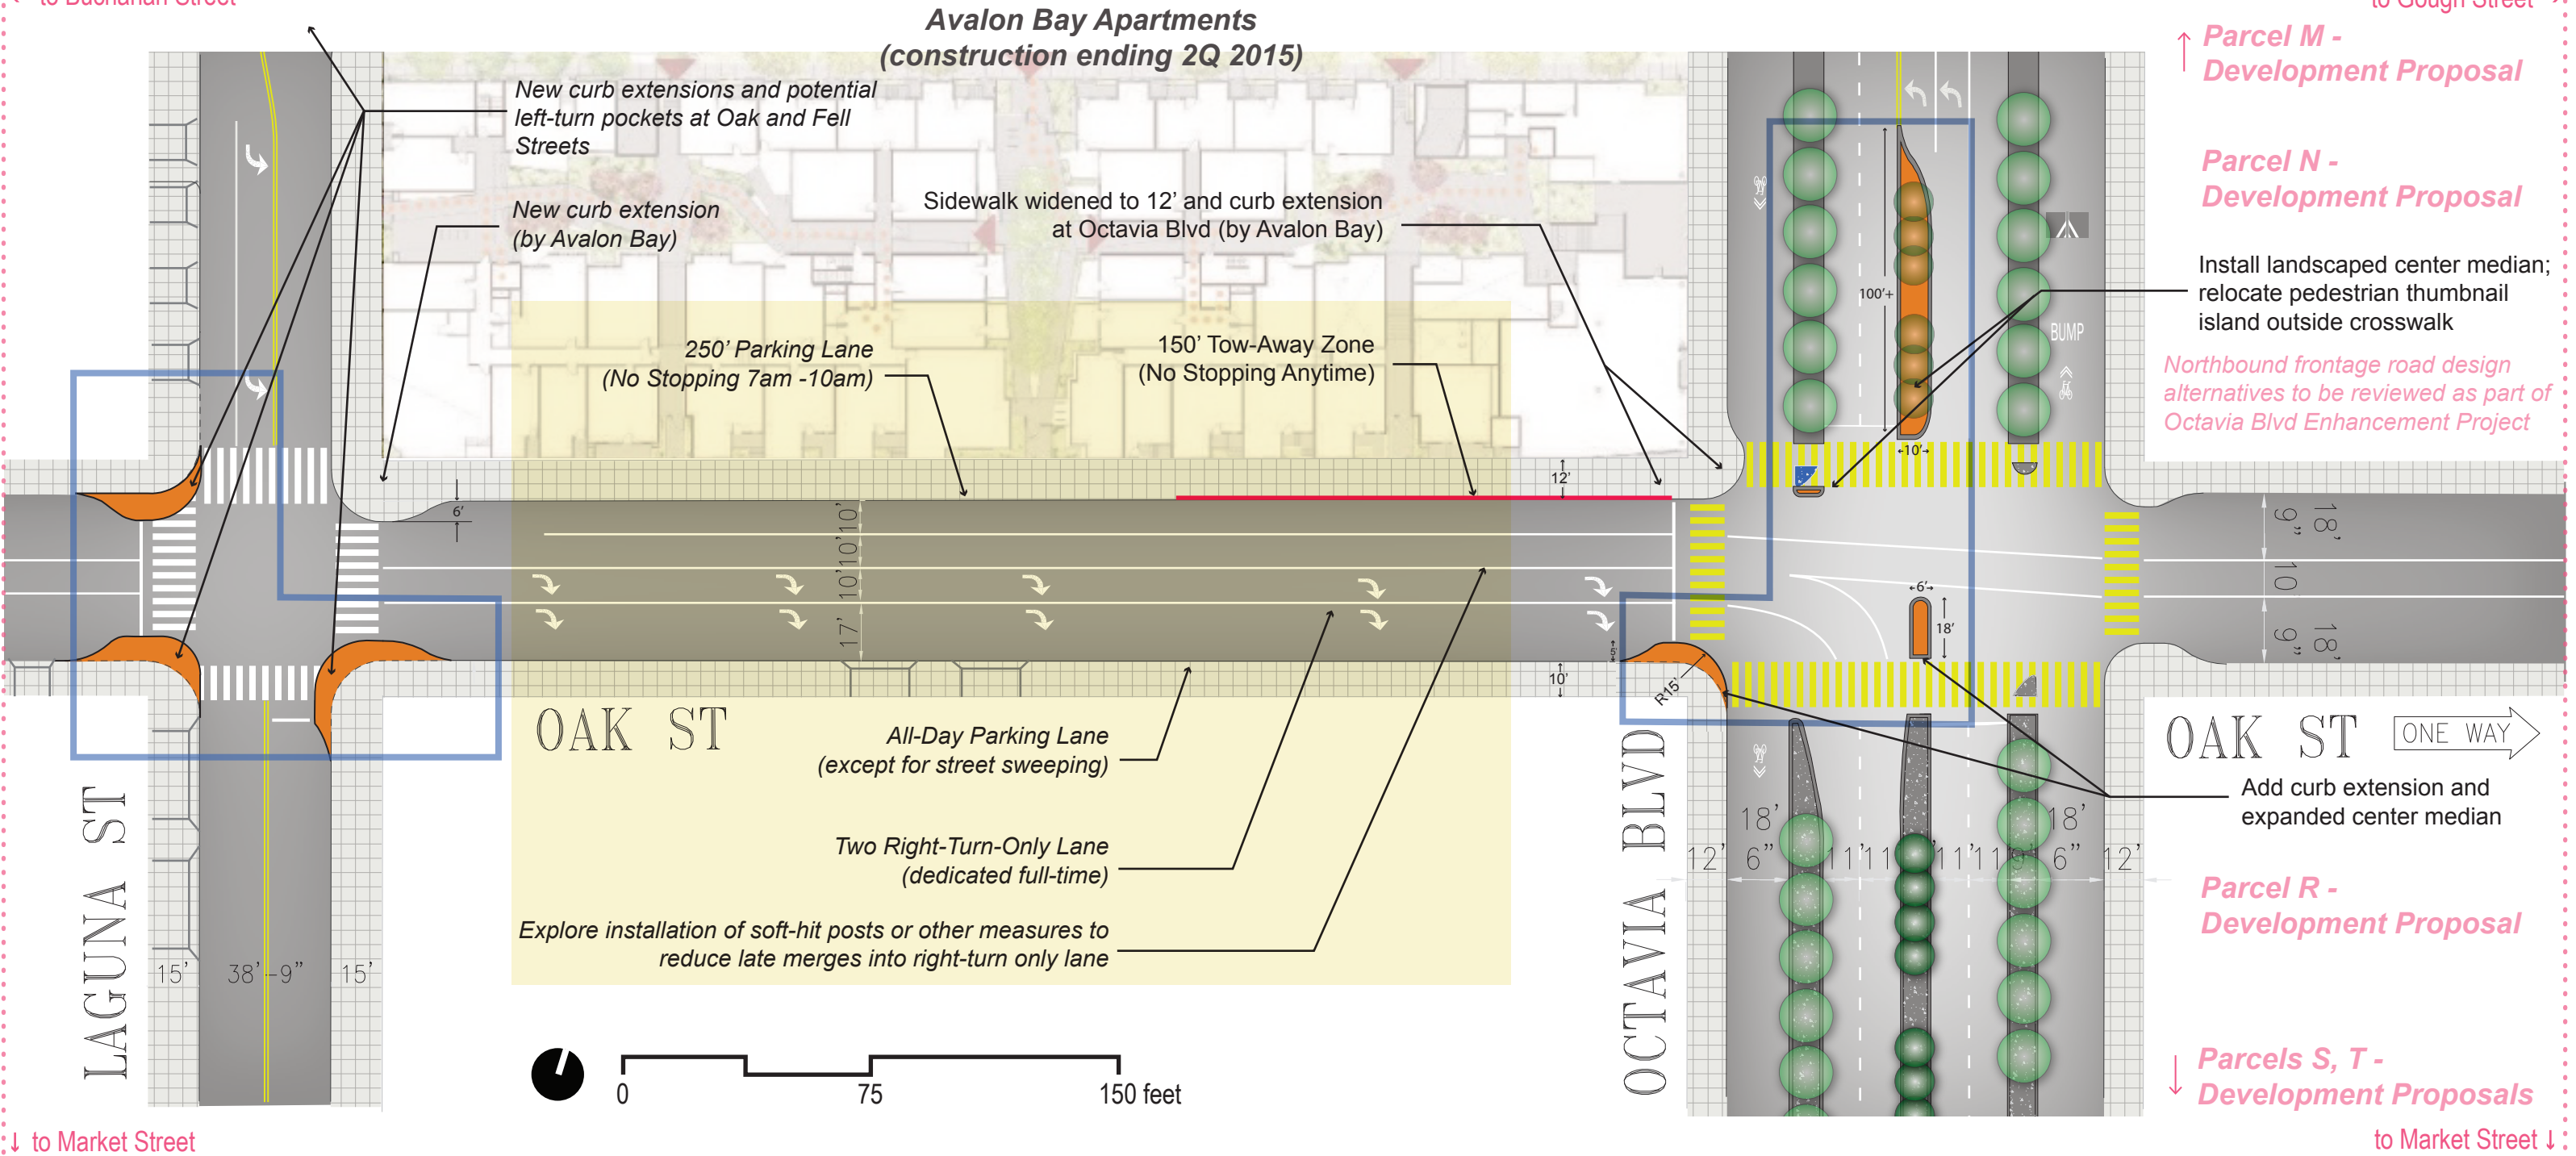 ← to Buchanan Street
to Gough Street →
Avalon Bay Apartments
(construction ending 2Q 2015)
New curb extensions and potential
left-turn pockets at Oak and Fell
Streets
New curb extension
(by Avalon Bay)
Sidewalk widened to 12' and curb extension
at Octavia Blvd (by Avalon Bay)
250' Parking Lane
(No Stopping 7am -10am)
150' Tow-Away Zone
(No Stopping Anytime)
↑ Parcel M -
Development Proposal
Parcel N -
Development Proposal
Install landscaped center median;
relocate pedestrian thumbnail
island outside crosswalk
Northbound frontage road design
alternatives to be reviewed as part of
Octavia Blvd Enhancement Project
100'+
BUMP
10'
12'
6'
10'
10'
10'
17'
6'
18'
5'
10'
R15'
18'
9"
10
18'
9"
OAK ST
OAK ST
ONE WAY
All-Day Parking Lane
(except for street sweeping)
Two Right-Turn-Only Lane
(dedicated full-time)
Explore installation of soft-hit posts or other measures to
reduce late merges into right-turn only lane
Add curb extension and
expanded center median
LAGUNA ST
15'
38'-9"
15'
OCTAVIA BLVD
18'
18'
12'
6"
11'
11'
11'
6"
12'
Parcel R -
Development Proposal
↓ Parcels S, T -
Development Proposals
0
75
150 feet
↓ to Market Street
to Market Street ↓